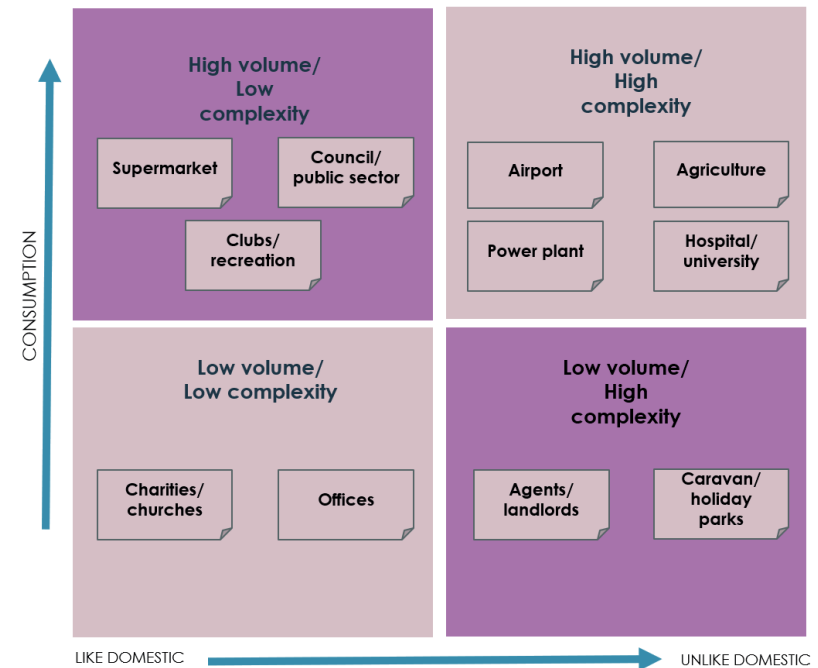 High volume/
Low
complexity
Supermarket
Council/
public sector
Clubs/
recreation
High volume/
High
complexity
Airport
Agriculture
Power plant
Hospital/
university
CONSUMPTION
Low volume/
Low complexity
Charities/
churches
Offices
Low volume/
High
complexity
Agents/
landlords
Caravan/
holiday
parks
LIKE DOMESTIC
UNLIKE DOMESTIC